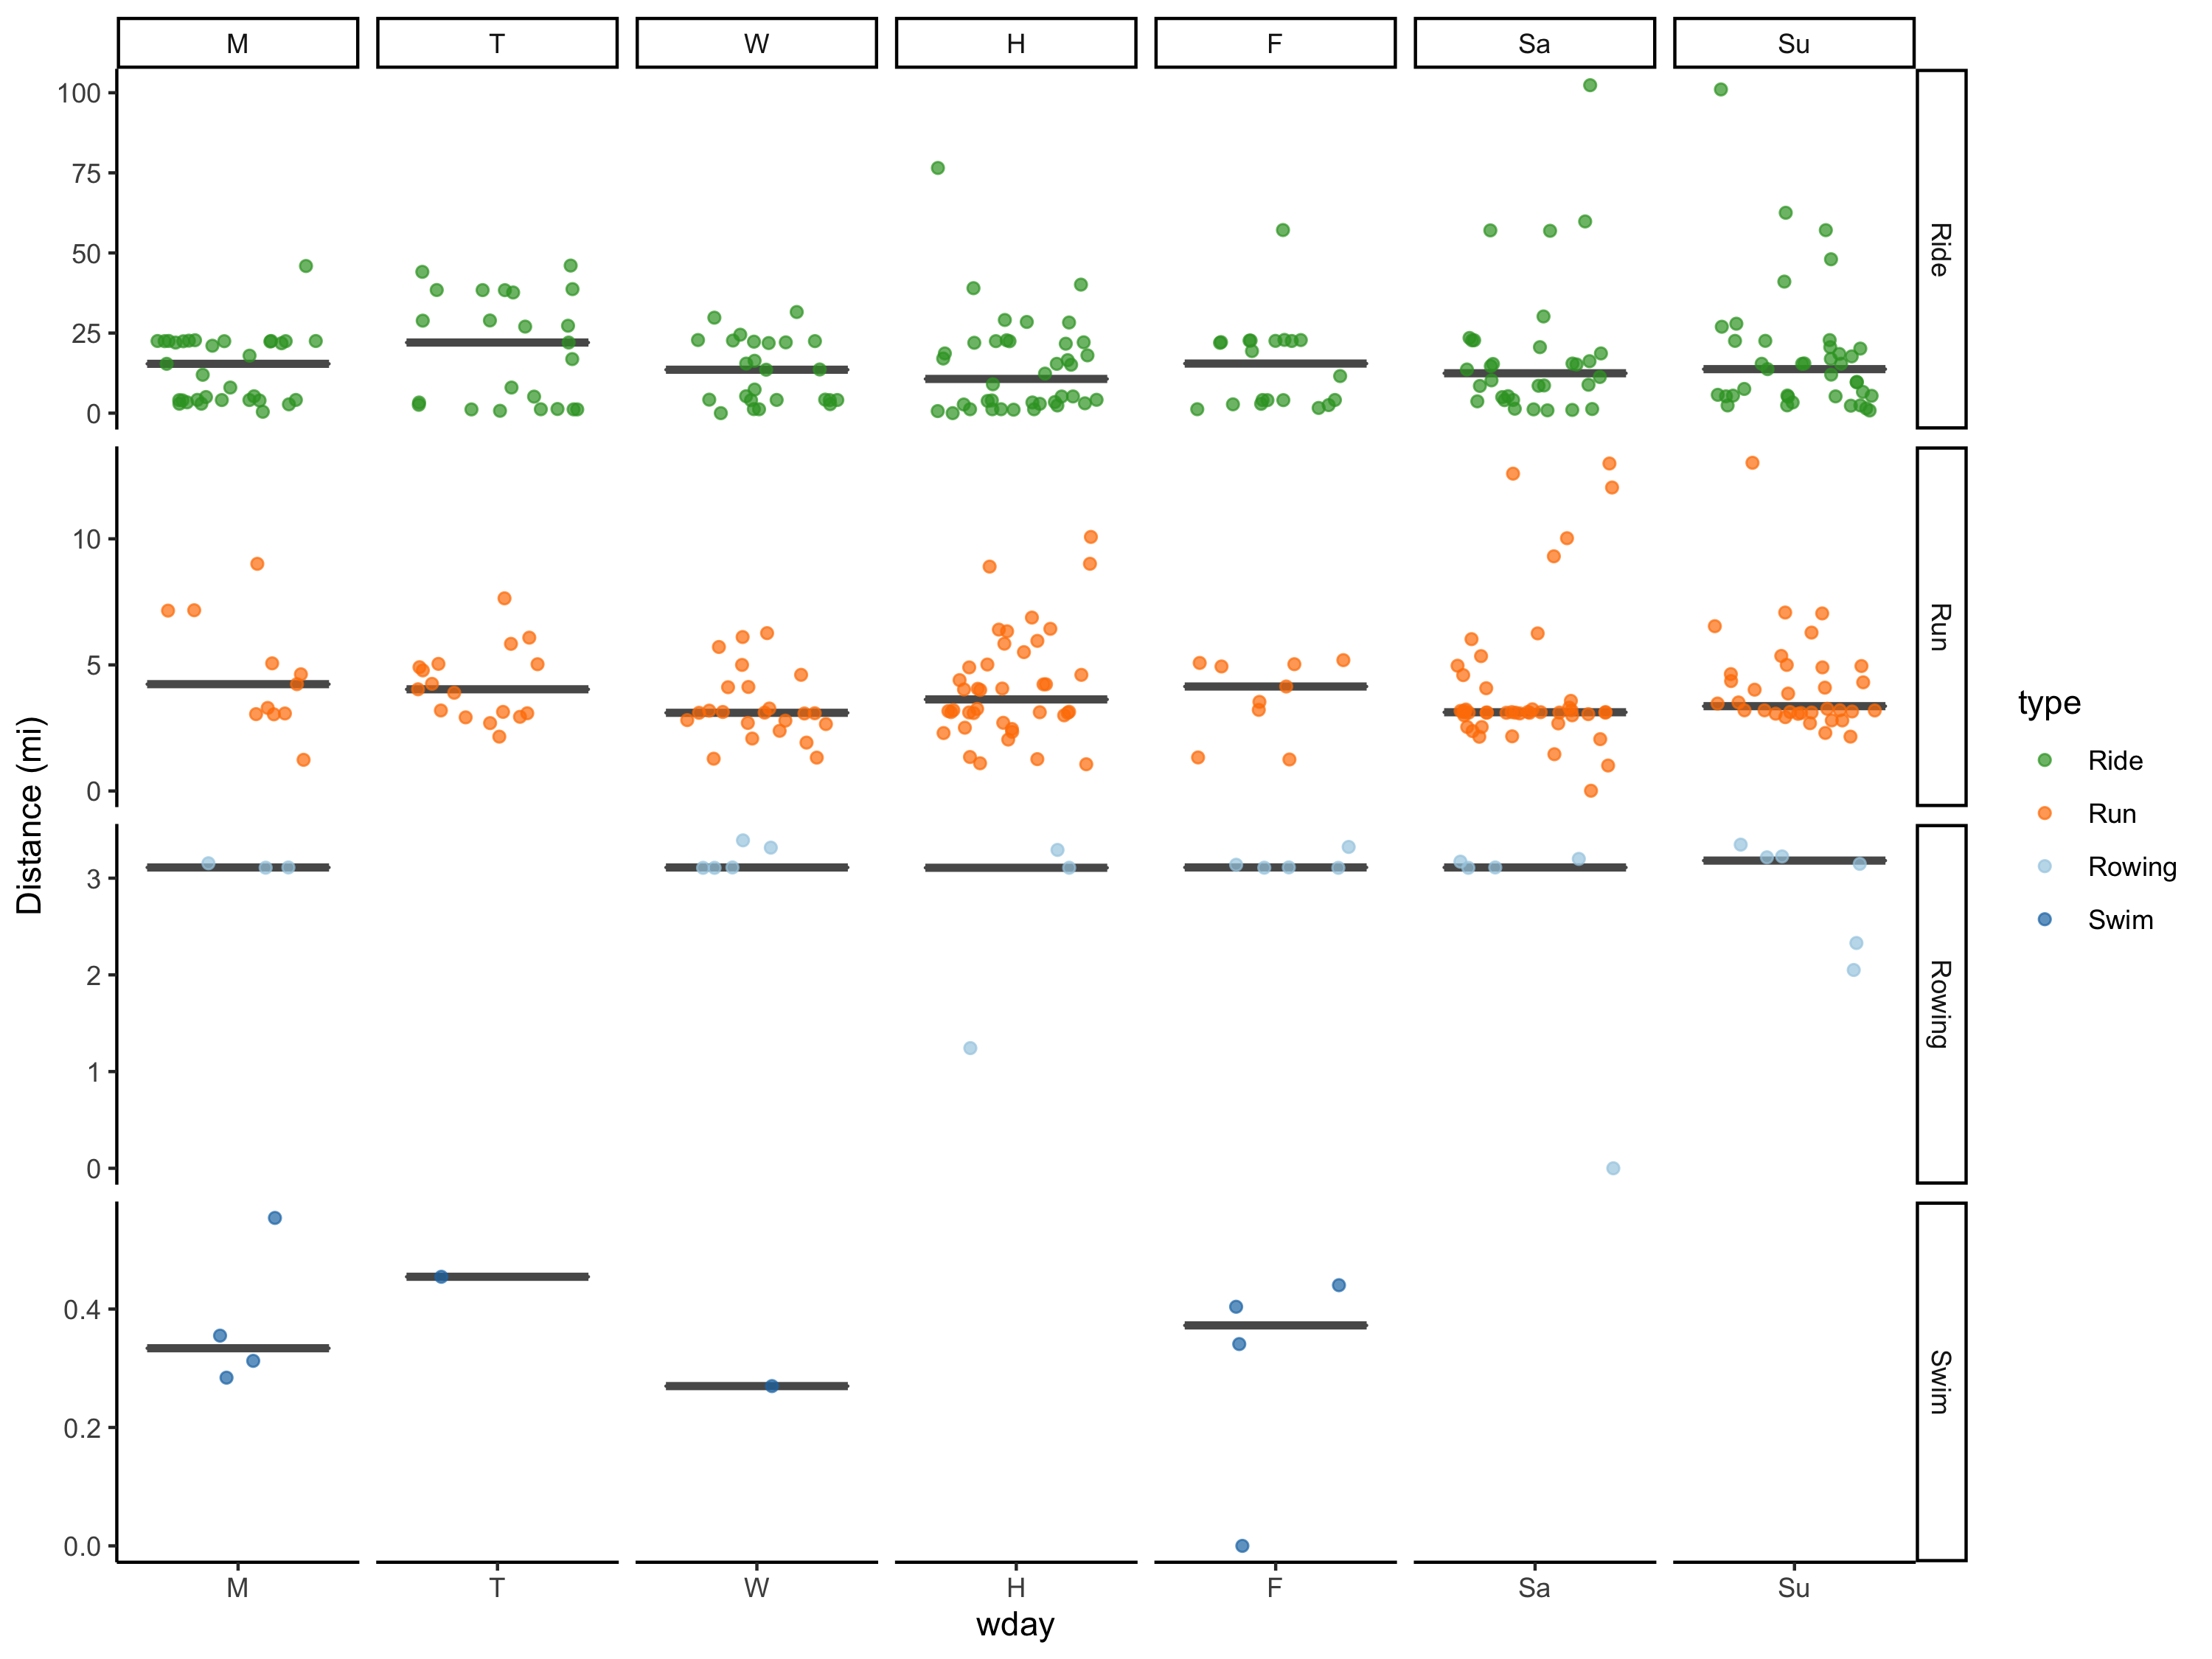 M T W H F Sa Su
100
75
50
25
0
Ride
10
5
0
Run
3
2
1
0
Rowing
0.4
0.2
0.0
Swim
Distance (mi)
M T W H F Sa Su
wday
type
Ride
Run
Rowing
Swim